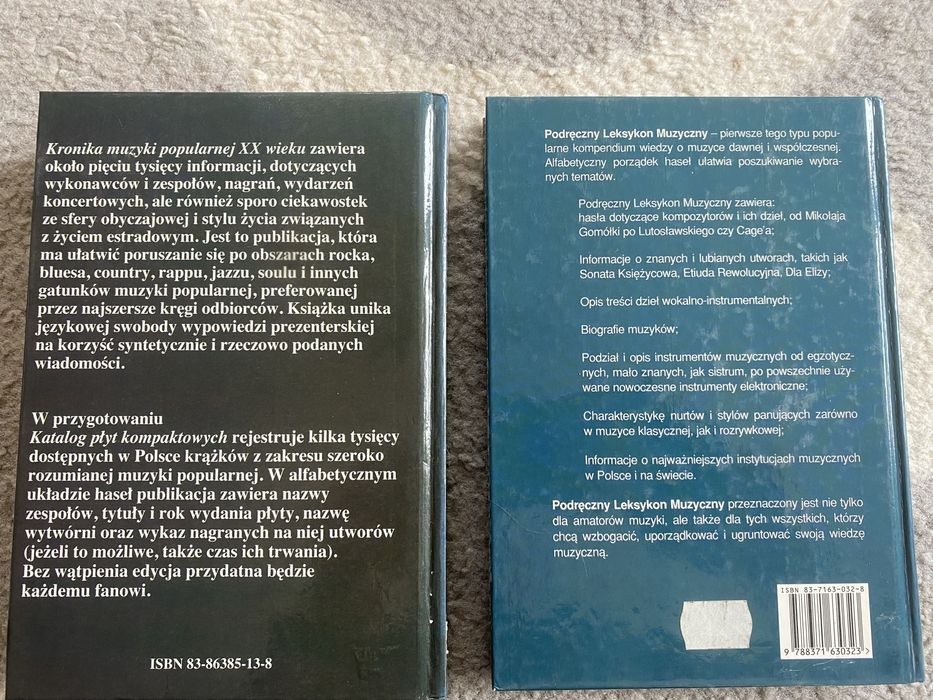 Kronika muzyki popularnej XX wieku zawiera
około pięciu tysięcy informacji, dotyczących
wykonawców i zespołów, nagrań, wydarzeń
koncertowych, ale również sporo ciekawostek
ze sfery obyczajowej i stylu życia związanych
z życiem estradowym. Jest to publikacja, która
ma ułatwić poruszanie się po obszarach rocka,
bluesa, country, rappu, jazzu, soulu i innych
gatunków muzyki popularnej, preferowanej
przez najszersze kręgi odbiorców. Książka unika
językowej swobody wypowiedzi prezenterskiej
na korzyść syntetycznie i rzeczowo podanych
wiadomości.
W przygotowaniu
Katalog płyt kompaktowych rejestruje kilka tysięcy
dostępnych w Polsce krążków z zakresu szeroko
rozumianej muzyki popularnej. W alfabetycznym
układzie haseł publikacja zawiera nazwy
zespołów, tytuły i rok wydania płyty, nazwę
wytwórni oraz wykaz nagranych na niej utworów
(jeżeli to możliwe, także czas ich trwania).
Bez wątpienia edycja przydatna będzie
każdemu fanowi.
ISBN 83-86385-13-8
Podręczny Leksykon Muzyczny – pierwsze tego typu popu-
larne kompendium wiedzy o muzyce dawnej i współczesnej.
Alfabetyczny porządek haseł ułatwia poszukiwanie wybra-
nych tematów.
Podręczny Leksykon Muzyczny zawiera:
hasła dotyczące kompozytorów i ich dzieł, od Mikołaja
Gomółki po Lutosławskiego czy Cage'a;
Informacje o znanych i lubianych utworach, takich jak
Sonata Księżycowa, Etiuda Rewolucyjna, Dla Elizy;
Opis treści dzieł wokalno-instrumentalnych;
Biografie muzyków;
Podział i opis instrumentów muzycznych od egzotycz-
nych, mało znanych, jak sistrum, po powszechnie uży-
wane nowoczesne instrumenty elektroniczne;
Charakterystykę nurtów i stylów panujących zarówno
w muzyce klasycznej, jak i rozrywkowej;
Informacje o najważniejszych instytucjach muzycznych
w Polsce i na świecie.
Podręczny Leksykon Muzyczny przeznaczony jest nie tylko
dla amatorów muzyki, ale także dla tych wszystkich, którzy
chcą wzbogacić, uporządkować i ugruntować swoją wiedzę
muzyczną.
ISBN 83-7163-032-8
9 788371 630323>